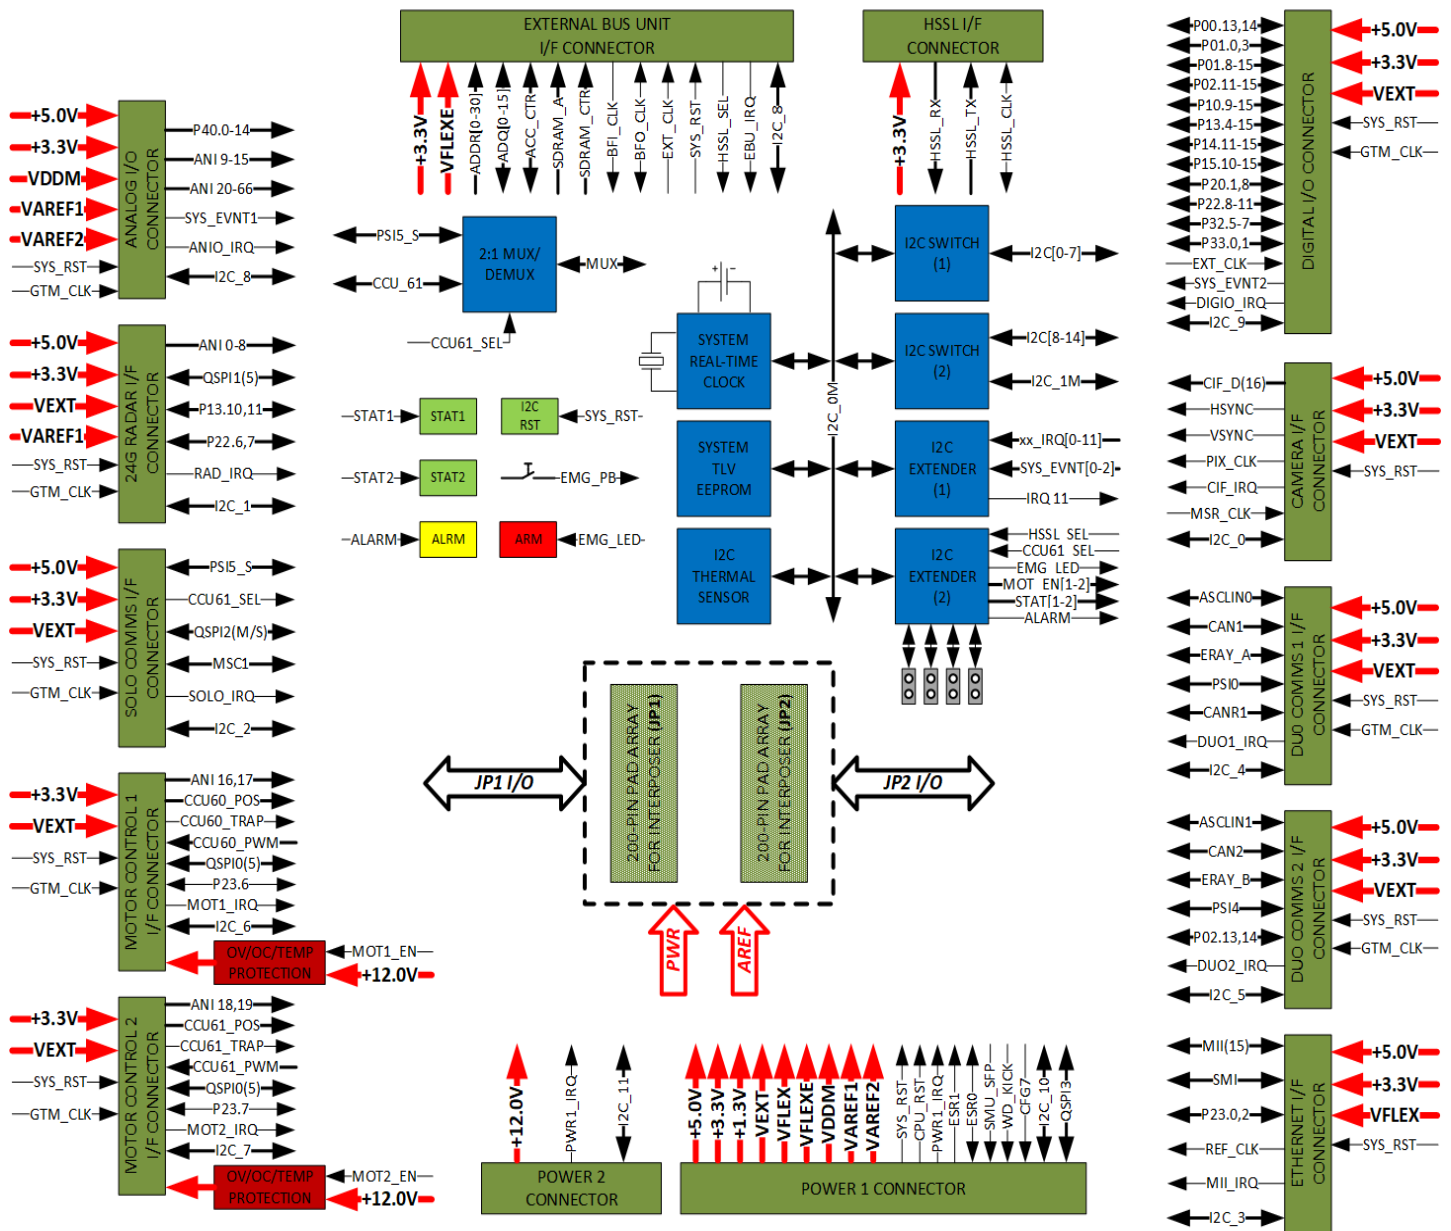 EXTERNAL BUS UNIT
I/F CONNECTOR
+3.3V
VFLEXE
ADDR[0-30]
ADQ[0-15]
ACC_CTR
SDRAM_A
SDRAM_CTR
BFI_CLK
BFO_CLK
EXT_CLK
SYS_RST
HSSL_SEL
EBU_IRQ
I2C_8
HSSL I/F
CONNECTOR
+3.3V
HSSL_RX
HSSL_TX
HSSL_CLK
ANALOG I/O
CONNECTOR
+5.0V
+3.3V
VDDM
VAREF1
VAREF2
SYS_RST
GTM_CLK
P40.0-14
ANI 9-15
ANI 20-66
SYS_EVNT1
ANIO_IRQ
I2C_8
24G RADAR I/F
CONNECTOR
+5.0V
+3.3V
VEXT
VAREF1
SYS_RST
GTM_CLK
ANI 0-8
QSPI1(5)
P13.10,11
P22.6,7
RAD_IRQ
I2C_1
SOLO COMMS I/F
CONNECTOR
+5.0V
+3.3V
VEXT
SYS_RST
GTM_CLK
PSI5_S
CCU61_SEL
QSPI2(M/S)
MSC1
SOLO_IRQ
I2C_2
MOTOR CONTROL 1
I/F CONNECTOR
+3.3V
VEXT
SYS_RST
GTM_CLK
ANI 16,17
CCU60_POS
CCU60_TRAP
CCU60_PWM
QSPI0(5)
P23.6
MOT1_IRQ
I2C_6
OV/OC/TEMP
PROTECTION
MOT1_EN
+12.0V
MOTOR CONTROL 2
I/F CONNECTOR
+3.3V
VEXT
SYS_RST
GTM_CLK
ANI 18,19
CCU61_POS
CCU61_TRAP
CCU61_PWM
QSPI0(5)
P23.7
MOT2_IRQ
I2C_7
OV/OC/TEMP
PROTECTION
MOT2_EN
+12.0V
PSI5_S
CCU_61
2:1 MUX/
DEMUX
MUX
CCU61_SEL
STAT1
STAT1
I2C
RST
SYS_RST
STAT2
STAT2
EMG_PB
ALARM
ALRM
ARM
EMG_LED
+ -
SYSTEM
REAL-TIME
CLOCK
SYSTEM
TLV
EEPROM
I2C
THERMAL
SENSOR
I2C_0M
I2C SWITCH
(1)
I2C[0-7]
I2C SWITCH
(2)
I2C[8-14]
I2C_1M
I2C
EXTENDER
(1)
xx_IRQ[0-11]
SYS_EVNT[0-2]
IRQ 11
I2C
EXTENDER
(2)
HSSL_SEL
CCU61_SEL
EMG_LED
MOT_EN[1-2]
STAT[1-2]
ALARM
JP1 I/O
200-PIN PAD ARRAY
FOR INTERPOSER (JP1)
200-PIN PAD ARRAY
FOR INTERPOSER (JP2)
JP2 I/O
PWR
AREF
+12.0V
PWR1_IRQ
I2C_11
POWER 2
CONNECTOR
+5.0V
+3.3V
+1.3V
VEXT
VFLEX
VFLEXE
VDDM
VAREF1
VAREF2
SYS_RST
CPU_RST
PWR1_IRQ
ESR1
ESR0
SMIU_SFP
WD_KICK
CFG7
I2C_10
QSPI3
POWER 1 CONNECTOR
P00.13,14
P01.0,3
P01.8-15
P02.11-15
P10.9-15
P13.4-15
P14.11-15
P15.10-15
P20.1,8
P22.8-11
P32.5-7
P33.0,1
EXT_CLK
SYS_EVNT2
DIGIO_IRQ
I2C_9
DIGITAL I/O CONNECTOR
+5.0V
+3.3V
VEXT
SYS_RST
GTM_CLK
CIF_D(16)
HSYNC
VSYNC
PIX_CLK
CIF_IRQ
MSR_CLK
I2C_0
CAMERA I/F
CONNECTOR
+5.0V
+3.3V
VEXT
SYS_RST
ASCLIN0
CAN1
ERAY_A
PSI0
CANR1
DUO1_IRQ
I2C_4
DUO COMMS 1 I/F
CONNECTOR
+5.0V
+3.3V
VEXT
SYS_RST
GTM_CLK
ASCLIN1
CAN2
ERAY_B
PSI4
P02.13,14
DUO2_IRQ
I2C_5
DUO COMMS 2 I/F
CONNECTOR
+5.0V
+3.3V
VEXT
SYS_RST
GTM_CLK
MII(15)
SMI
P23.0,2
REF_CLK
MII_IRQ
I2C_3
ETHERNET I/F
CONNECTOR
+5.0V
+3.3V
VFLEX
SYS_RST